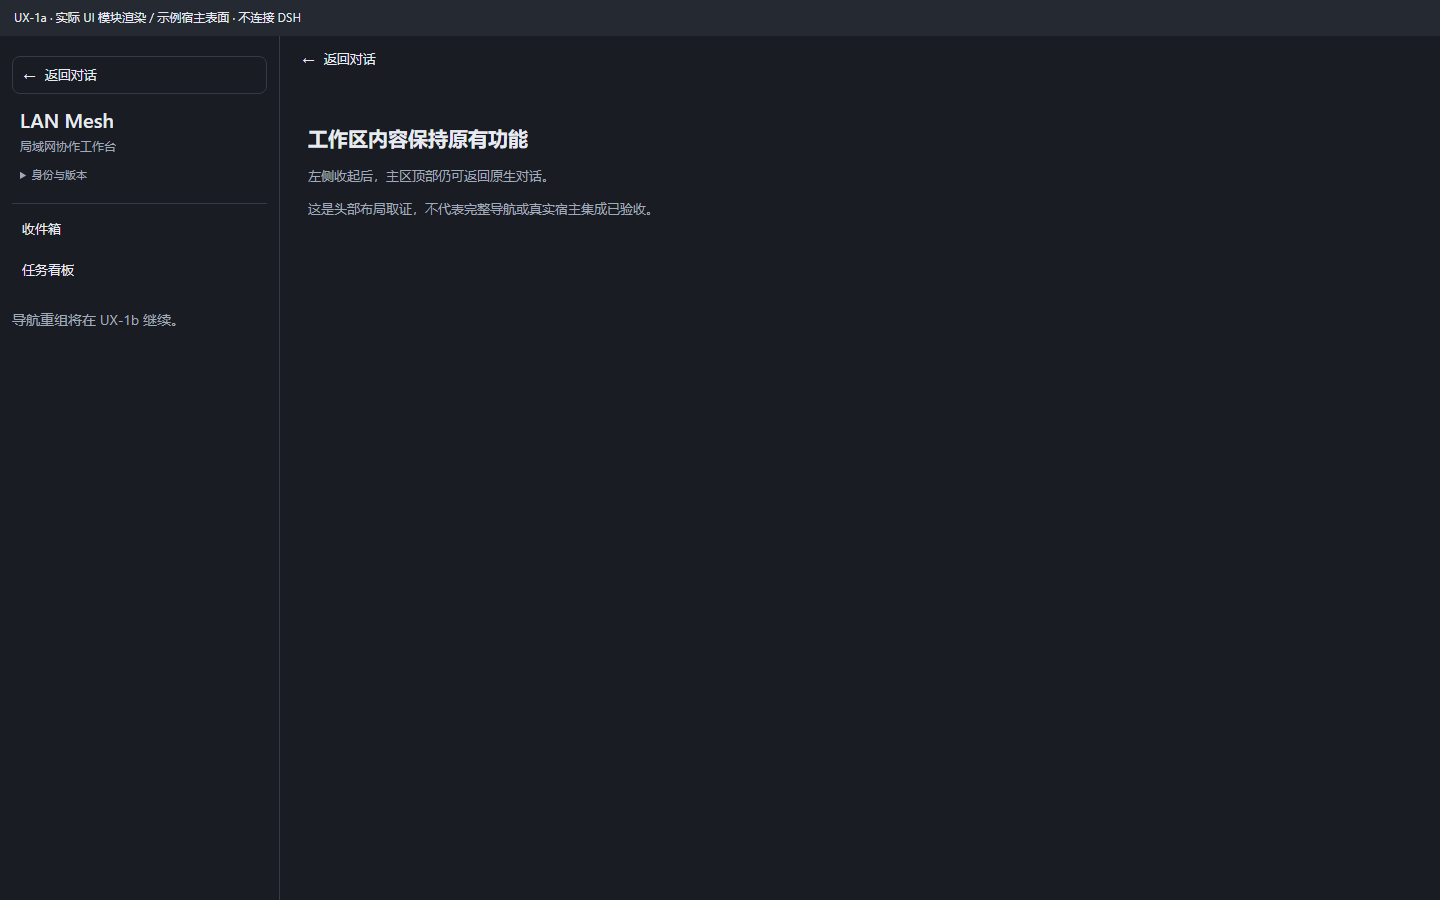 UX-1a · 实际 UI 模块渲染 / 示例宿主表面 · 不连接 DSH
← 返回对话
LAN Mesh
局域网协作工作台
▶ 身份与版本
收件箱
任务看板
导航重组将在 UX-1b 继续。
← 返回对话
工作区内容保持原有功能
左侧收起后，主区顶部仍可返回原生对话。
这是头部布局取证，不代表完整导航或真实宿主集成已验收。